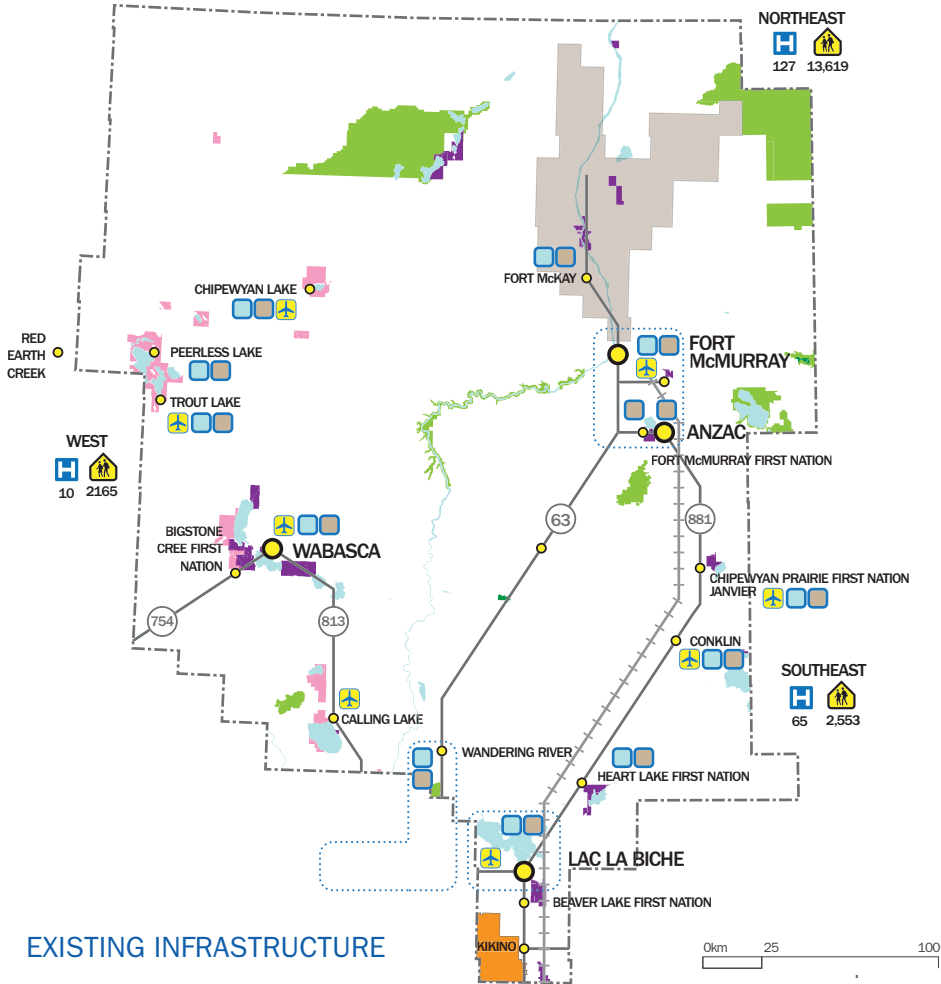 NORTHEAST
H
127 13,619
FORT McKAY
CHIPEWYAN LAKE
RED
EARTH
CREEK
PEERLESS LAKE
TROUT LAKE
FORT
McMURRAY
ANZAC
FORT McMURRAY FIRST NATION
WEST
H
10 2165
BIGSTONE
CREE FIRST
NATION
WABASCA
63
881
754
813
CHIPEWYAN PRAIRIE FIRST NATION
JANVIER
CONKLIN
SOUTHEAST
H
65 2,553
CALLING LAKE
WANDERING RIVER
HEART LAKE FIRST NATION
LAC LA BICHE
BEAVER LAKE FIRST NATION
KIKINO
EXISTING INFRASTRUCTURE
0km 25 100